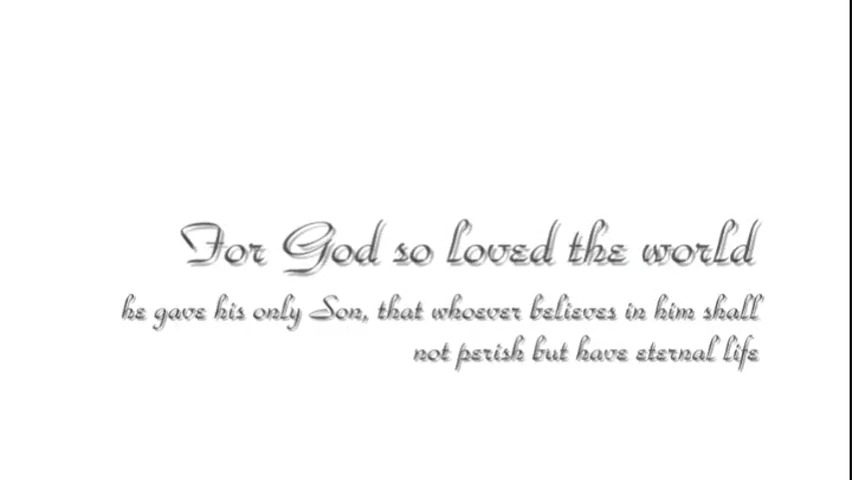 For God so loved the world
he gave his only Son, that whoever believes in him shall
not perish but have eternal life